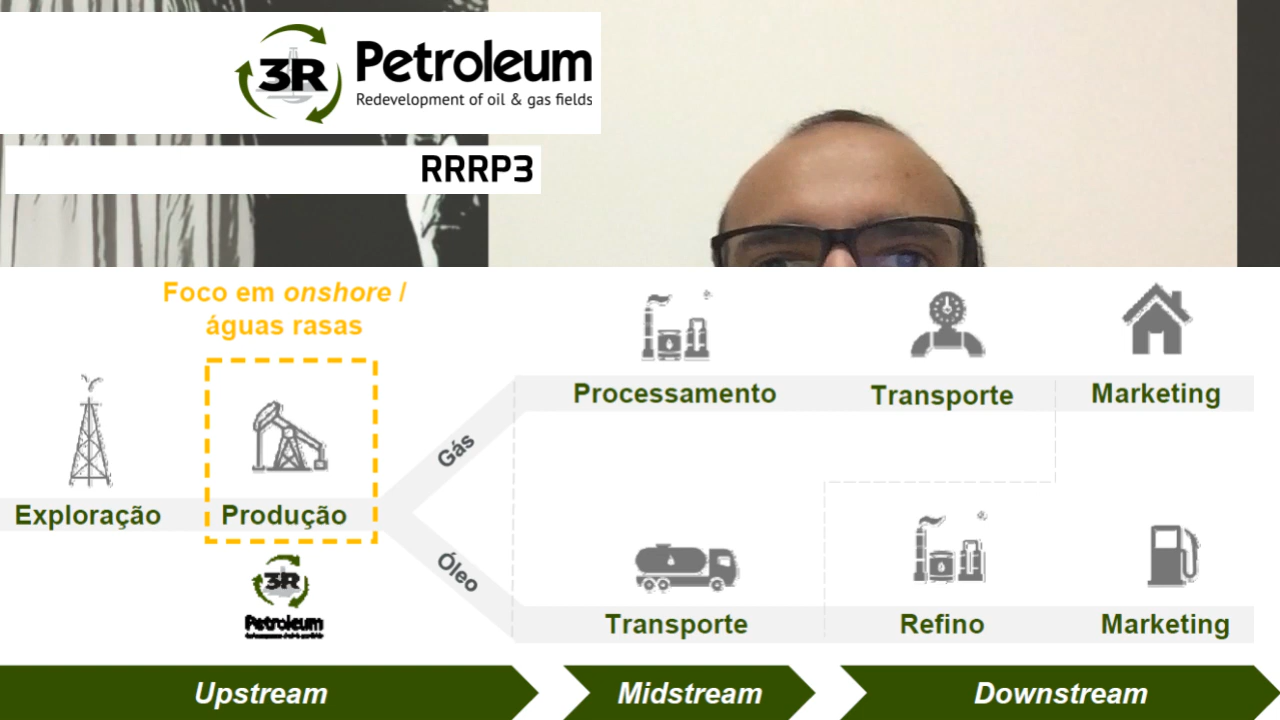 3R Petroleum
Redevelopment of oil & gas fields
RRRP3
Foco em onshore /
águas rasas
Processamento
Transporte
Marketing
Gás
Exploração
Produção
Óleo
3R
Petroleum
Transporte
Refino
Marketing
Upstream
Midstream
Downstream